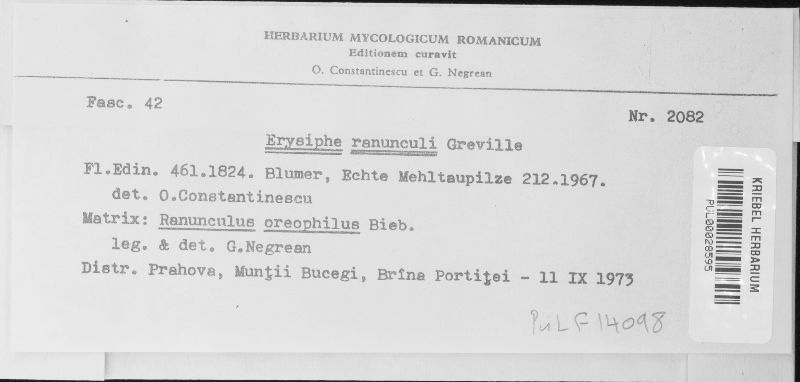 HERBARIUM MYCOLOGICUM ROMANICUM
Editionem curavit
O. Constantinescu et G. Negrean
Fasc. 42
Nr. 2082
Erysiphe ranunculi Greville
Fl.Edin. 461.1824. Blumer, Echte Mehltaupilze 212.1967.
det. O.Constantinescu
Matrix: Ranunculus oreophilus Bieb.
leg. & det. G.Negrean
Distr. Prahova, Munţii Bucegi, Brîna Portiţei - 11 IX 1973
PUL F 14098
KRIEBEL HERBARIUM
PUL00028595